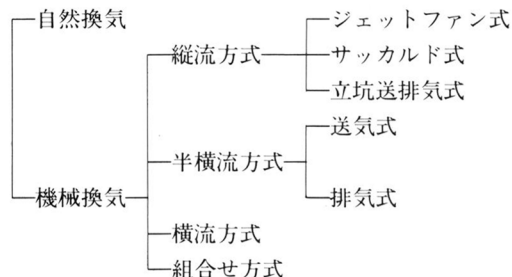 自然換気
ジェットファン式
縦流方式
サッカルド式
立坑送排気式
送気式
半横流方式
機械換気
排気式
横流方式
組合せ方式